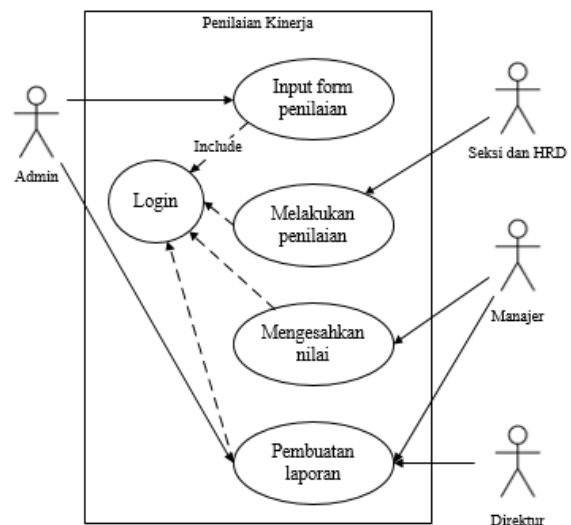 Penilaian Kinerja
Input form
penilaian
Include
Admin
Seksi dan HRD
Login
Melakukan
penilaian
Mengesahkan
nilai
Manajer
Pembuatan
laporan
Direktur